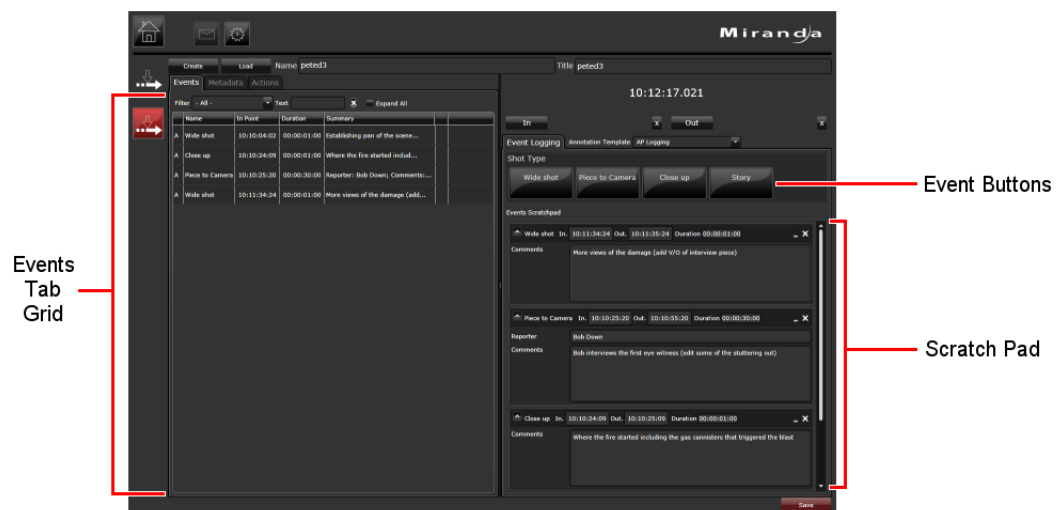 Miranda
Create Load Name peted3 Title peted3
Events Metadata Actions
Filter - All - Text Expand All
Name In Point Duration Summary
A Wide shot 10:10:04:02 00:00:01:00 Establishing pan of the scene...
A Close up 10:10:24:09 00:00:01:00 Where the fire started includ...
A Piece to Camera 10:10:25:20 00:00:30:00 Reporter: Bob Down; Comments:...
A Wide shot 10:11:34:24 00:00:01:00 More views of the damage (add...
10:12:17.021
In x Out x
Event Logging Annotation Template AP Logging
Shot Type
Wide shot Piece to Camera Close up Story
Events Scratchpad
Wide shot In. 10:11:34:24 Out. 10:11:35:24 Duration 00:00:01:00
Comments More views of the damage (add V/O of interview piece)
Piece to Camera In. 10:10:25:20 Out. 10:10:55:20 Duration 00:00:30:00
Reporter Bob Down
Comments Bob interviews the first eye witness (edit some of the stuttering out)
Close up In. 10:10:24:09 Out. 10:10:25:09 Duration 00:00:01:00
Comments Where the fire started including the gas cannisters that triggered the blast
Save
Events
Tab
Grid
Event Buttons
Scratch Pad